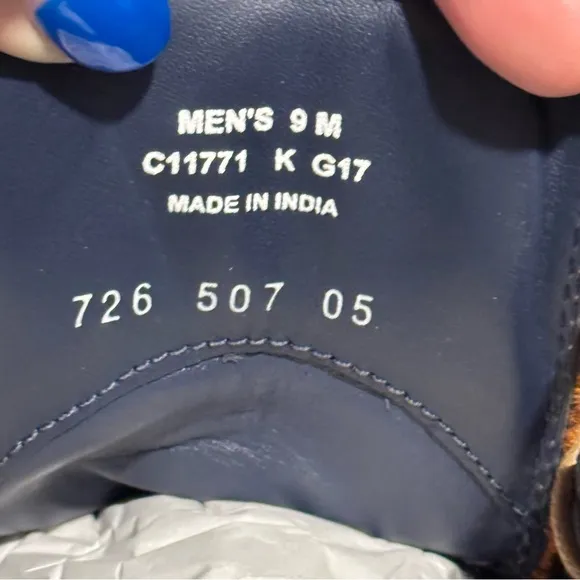 MEN'S 9 M
C11771 K G17
MADE IN INDIA
726 507 05